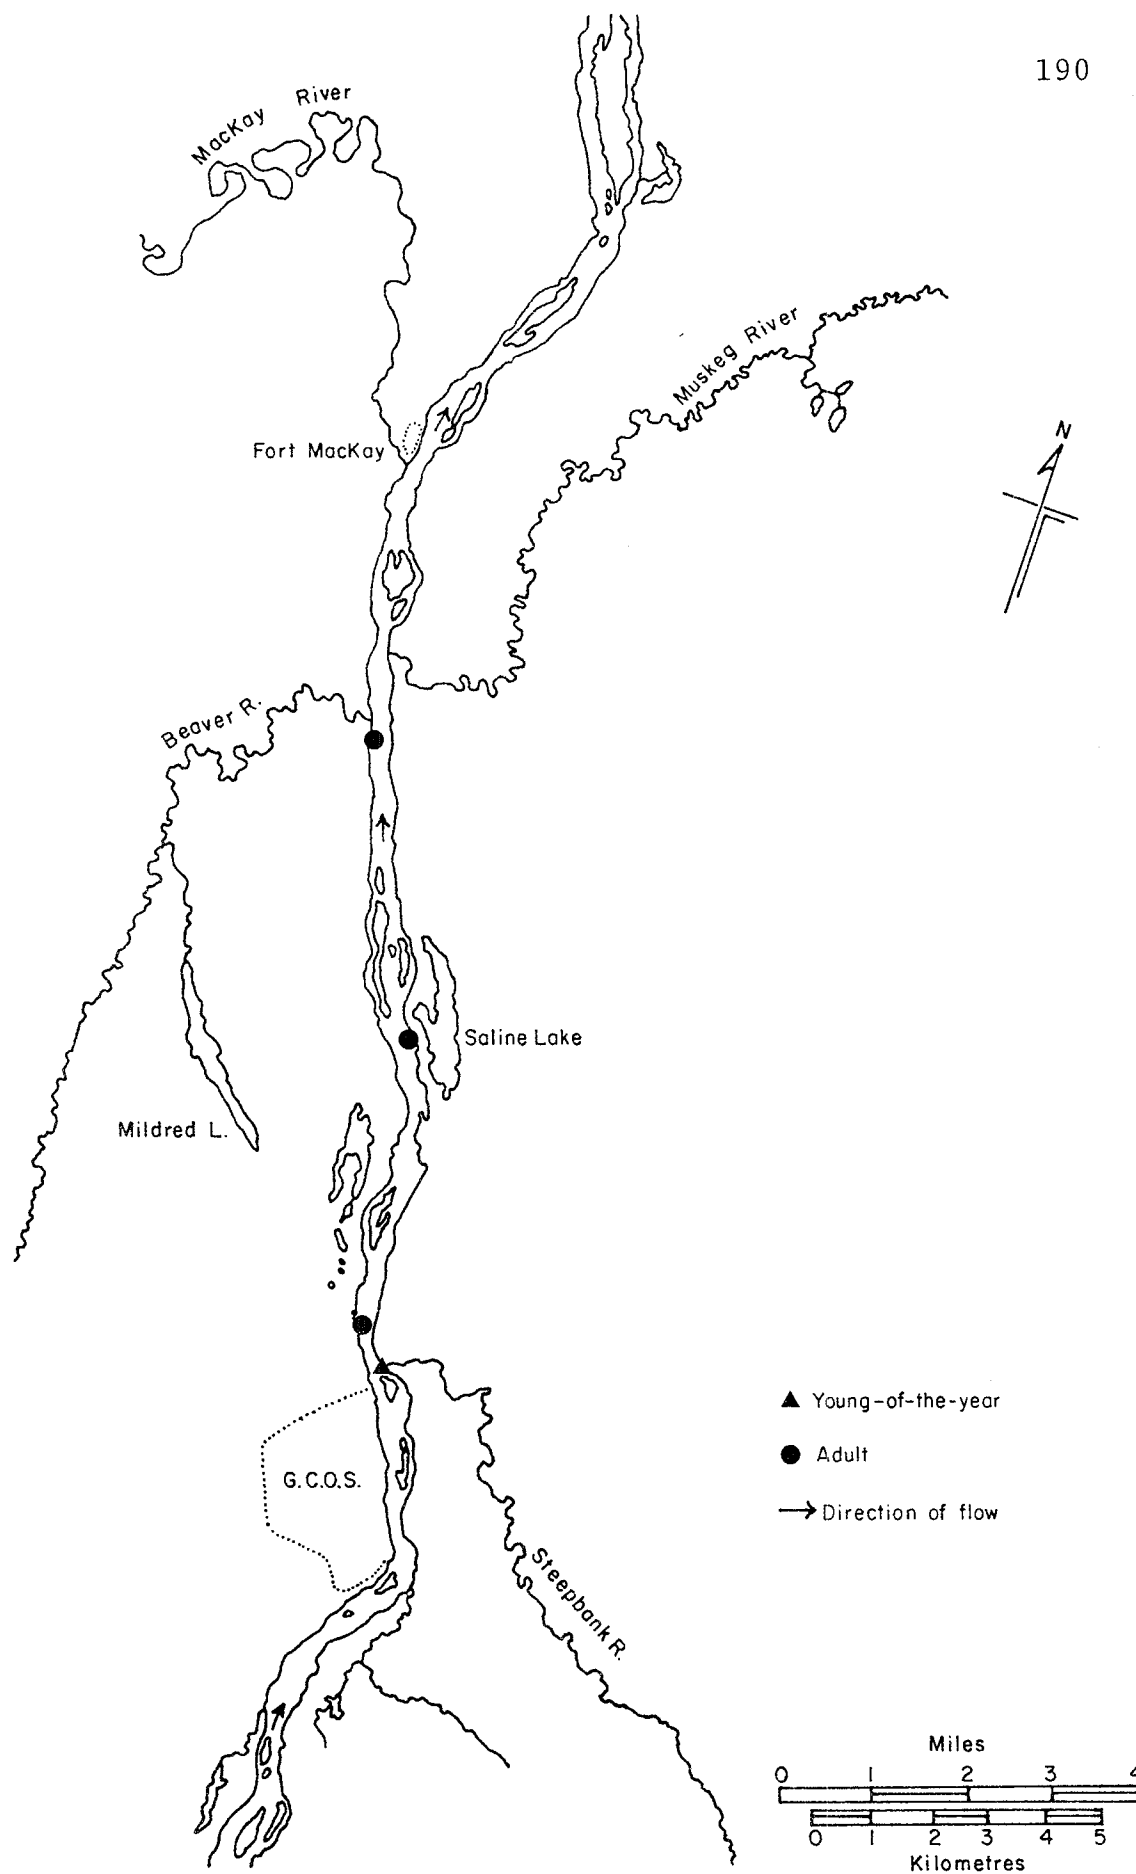 190
MacKay River
Muskeg River
Fort MacKay
N
Beaver R.
Saline Lake
Mildred L.
▲ Young-of-the-year
● Adult
→ Direction of flow
G.C.O.S.
Steepbank R.
Miles
0 1 2 3 4
0 1 2 3 4 5
Kilometres